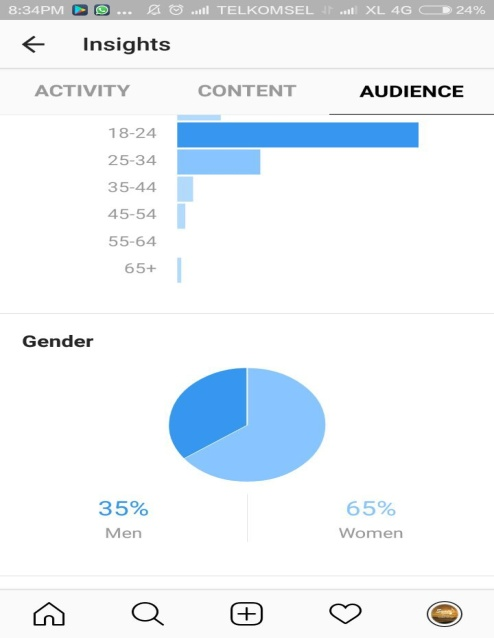 8:34PM ... TELKOMSEL XL 4G 24%
Insights
ACTIVITY CONTENT AUDIENCE
18-24
25-34
35-44
45-54
55-64
65+
Gender
35% 65%
Men Women